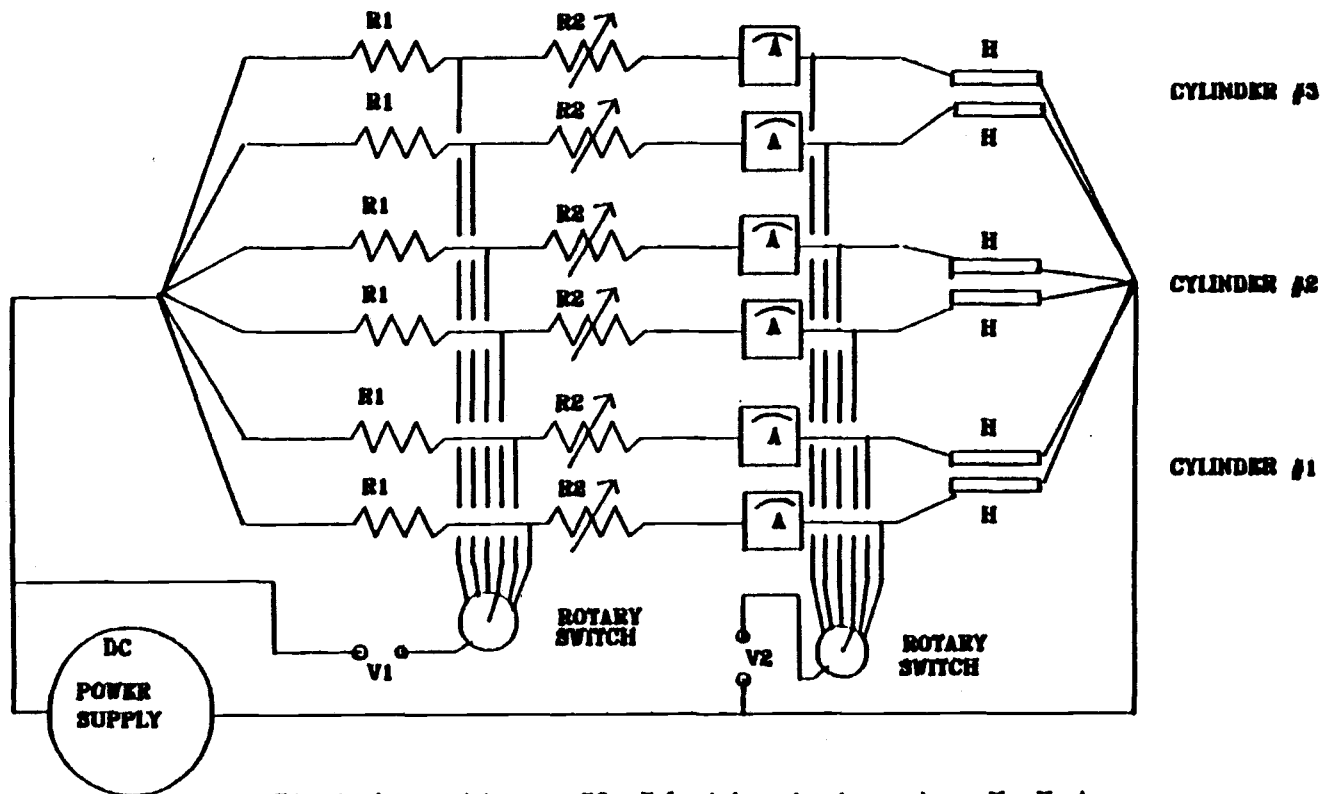 R1
R2
A
H
CYLINDER #3
R1
R2
A
H
R1
R2
A
H
CYLINDER #2
R1
R2
A
H
R1
R2
A
H
CYLINDER #1
R1
R2
A
H
ROTARY
SWITCH
V1
V2
ROTARY
SWITCH
DC
POWER
SUPPLY